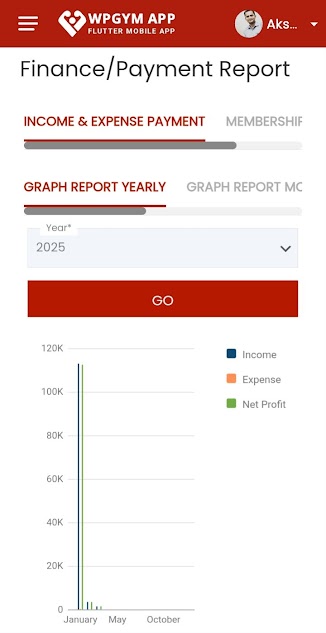 WPGYM APP
FLUTTER MOBILE APP
Aks...
Finance/Payment Report
INCOME & EXPENSE PAYMENT
MEMBERSHIP
GRAPH REPORT YEARLY
GRAPH REPORT MO
Year*
2025
GO
120K
100K
80K
60K
40K
20K
0
January
May
October
Income
Expense
Net Profit